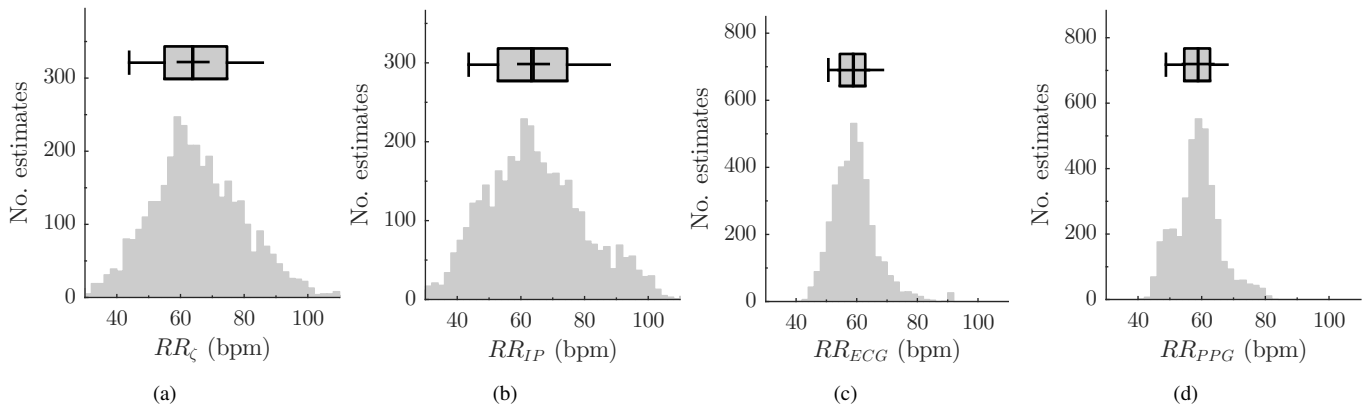 No. estimates
300
200
100
0
40 60 80 100
RR_ζ (bpm)
(a)
No. estimates
300
200
100
0
40 60 80 100
RR_IP (bpm)
(b)
No. estimates
800
600
400
200
0
40 60 80 100
RR_ECG (bpm)
(c)
No. estimates
800
600
400
200
0
40 60 80 100
RR_PPG (bpm)
(d)